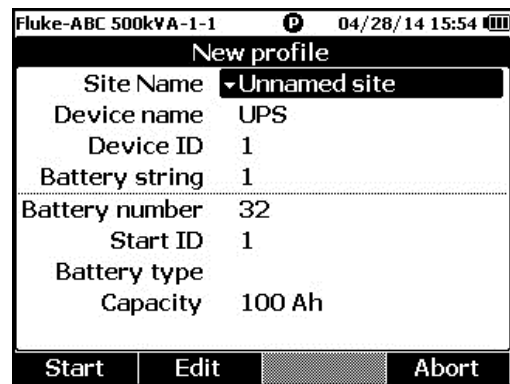 Fluke-ABC 500kVA-1-1 P 04/28/14 15:54
New profile
Site Name Unnamed site
Device name UPS
Device ID 1
Battery string 1
Battery number 32
Start ID 1
Battery type
Capacity 100 Ah
Start Edit Abort